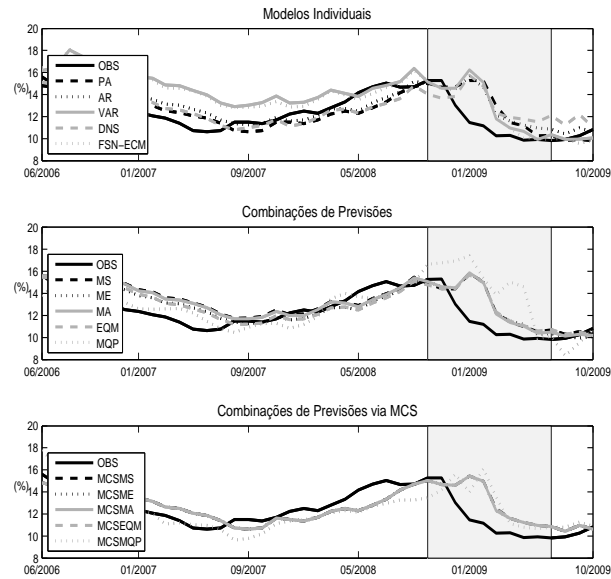 Modelos Individuais
20
18
16
(%)
14
12
10
8
OBS
PA
AR
VAR
DNS
FSN-ECM
06/2006 01/2007 09/2007 05/2008 01/2009 10/2009
Combinações de Previsões
20
18
16
(%)
14
12
10
8
OBS
MS
ME
MA
EQM
MQP
06/2006 01/2007 09/2007 05/2008 01/2009 10/2009
Combinações de Previsões via MCS
20
18
16
(%)
14
12
10
8
OBS
MCSMS
MCSME
MCSMA
MCSEQM
MCSMQP
06/2006 01/2007 09/2007 05/2008 01/2009 10/2009